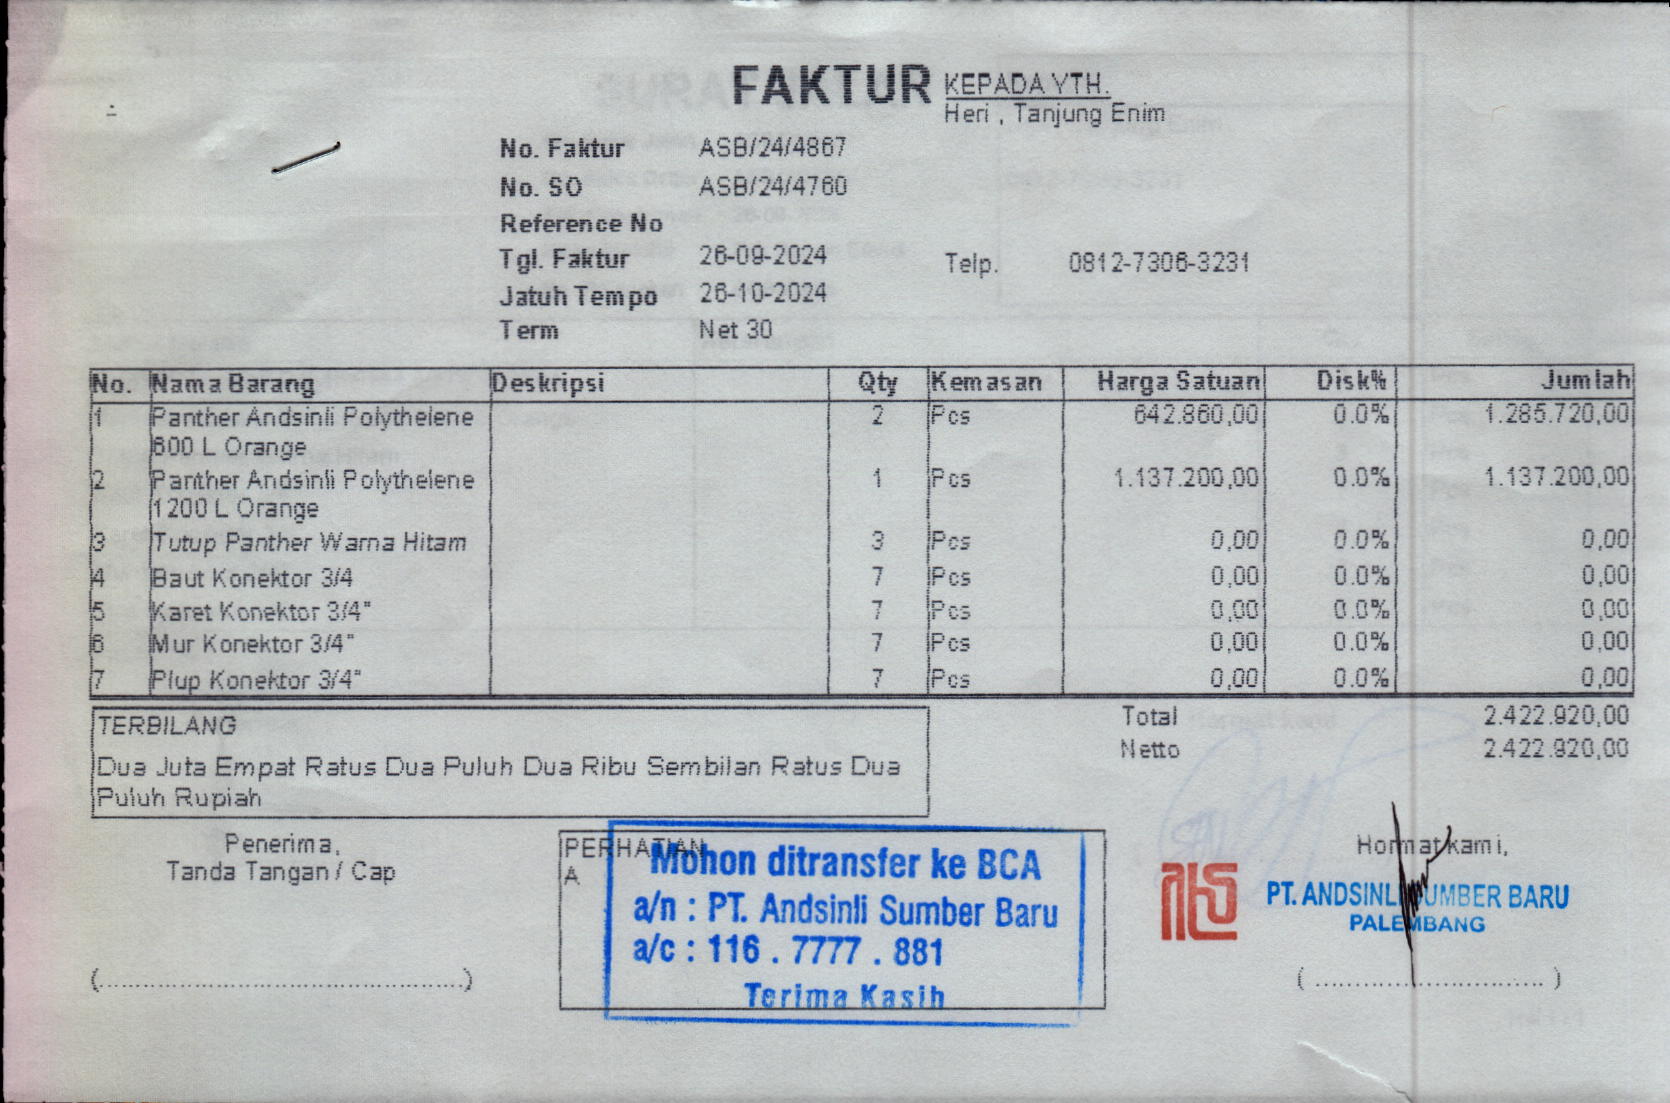 FAKTUR
KEPADA YTH.
Heri , Tanjung Enim
No. Faktur ASB/24/4867
No. SO ASB/24/4760
Reference No
Tgl. Faktur 26-09-2024
Telp. 0812-7306-3231
Jatuh Tempo 26-10-2024
Term Net 30
No. Nama Barang Deskripsi Qty Kemasan Harga Satuan Disk% Jumlah
1 Panther Andsinli Polythelene 2 Pcs 642.860,00 0.0% 1.285.720,00
600 L Orange
2 Panther Andsinli Polythelene 1 Pcs 1.137.200,00 0.0% 1.137.200,00
1200 L Orange
3 Tutup Panther Warna Hitam 3 Pcs 0,00 0.0% 0,00
4 Baut Konektor 3/4 7 Pcs 0,00 0.0% 0,00
5 Karet Konektor 3/4" 7 Pcs 0,00 0.0% 0,00
6 Mur Konektor 3/4" 7 Pcs 0,00 0.0% 0,00
7 Plup Konektor 3/4" 7 Pcs 0,00 0.0% 0,00
Total 2.422.920,00
Netto 2.422.920,00
TERBILANG
Dua Juta Empat Ratus Dua Puluh Dua Ribu Sembilan Ratus Dua
Puluh Rupiah
Penerima,
Tanda Tangan / Cap
(............................................)
PERHATIAN
A
Mohon ditransfer ke BCA
a/n : PT. Andsinli Sumber Baru
a/c : 116 . 7777 . 881
Terima Kasih
Hormat kami,
PT. ANDSINLI SUMBER BARU
PALEMBANG
( ............................ )